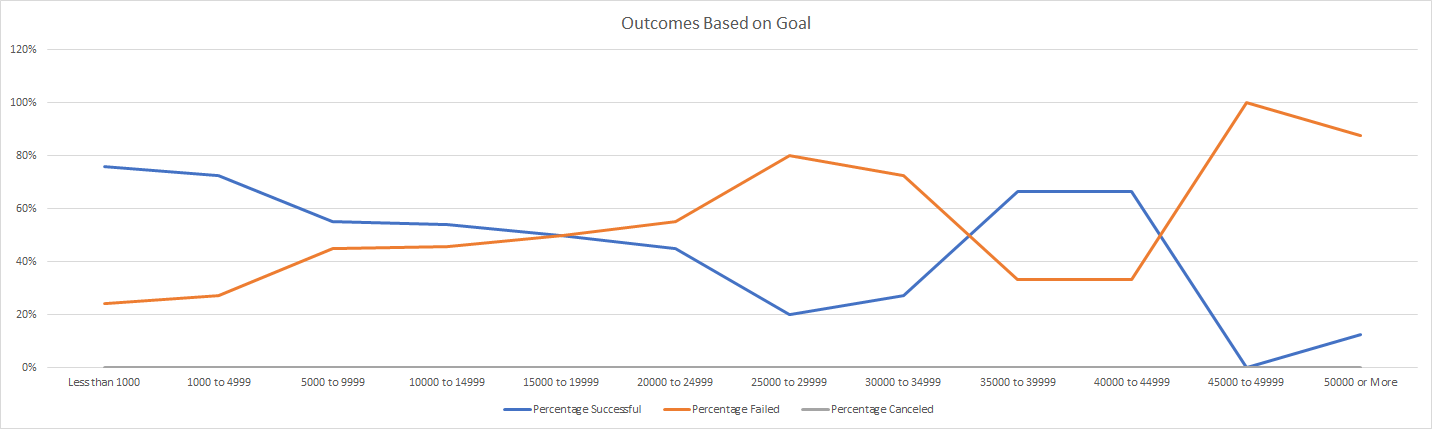 Outcomes Based on Goal
120%
100%
80%
60%
40%
20%
0%
Less than 1000 1000 to 4999 5000 to 9999 10000 to 14999 15000 to 19999 20000 to 24999 25000 to 29999 30000 to 34999 35000 to 39999 40000 to 44999 45000 to 49999 50000 or More
Percentage Successful Percentage Failed Percentage Canceled